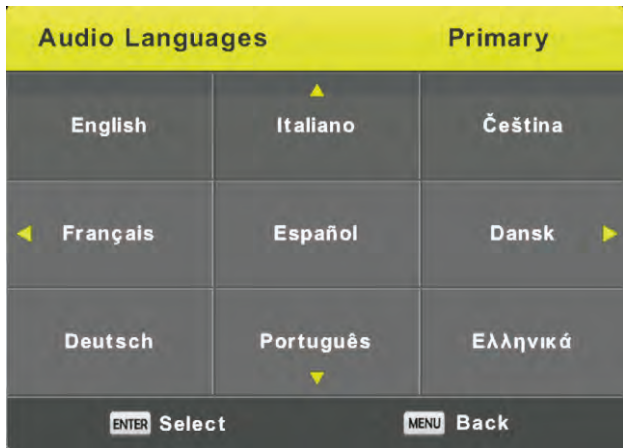 Audio Languages Primary
English Italiano Čeština
Français Español Dansk
Deutsch Português Ελληνικά
ENTER Select MENU Back